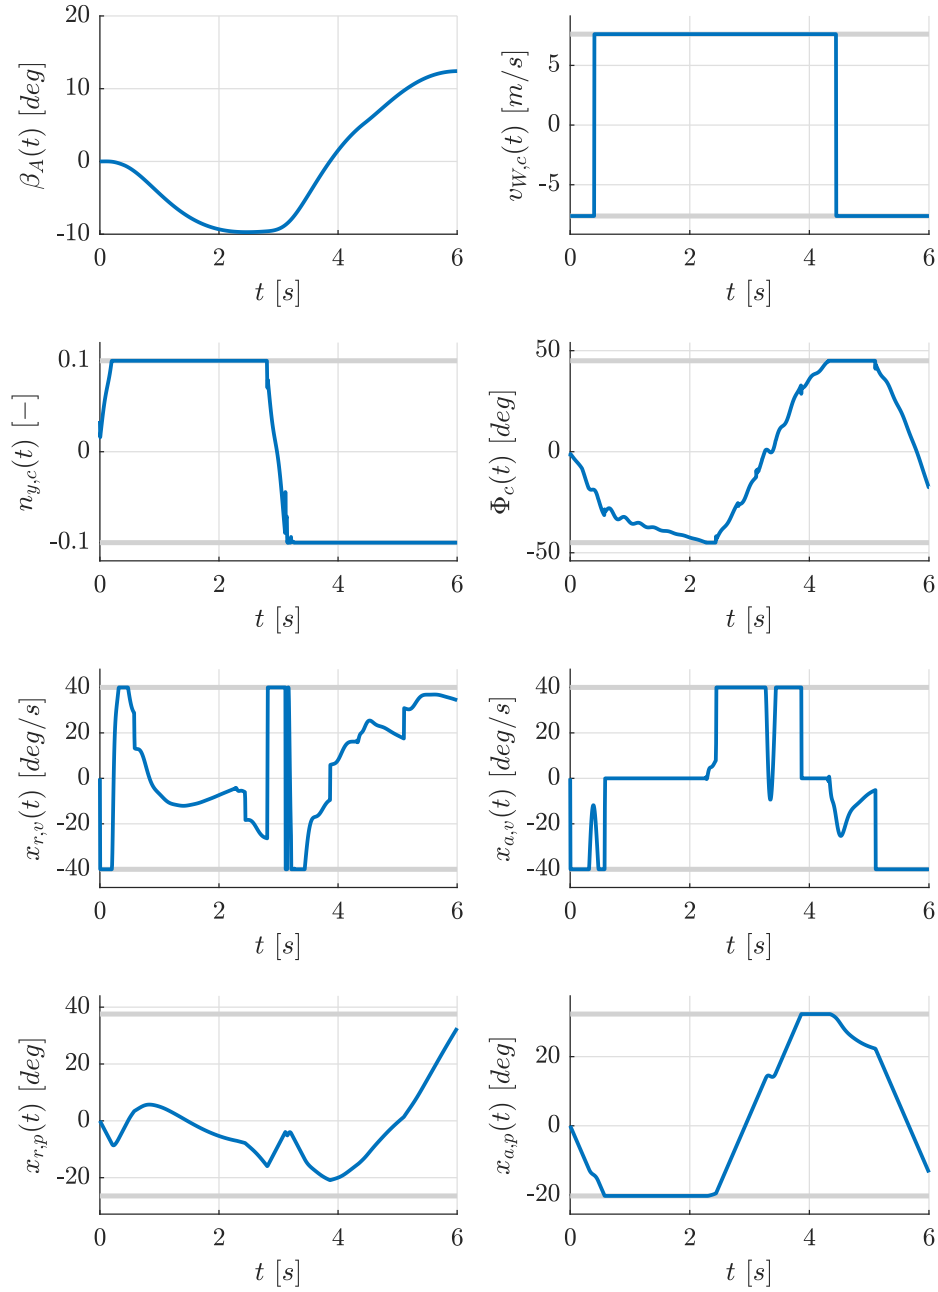 20
10
0
-10
β_A(t) [deg]
0 2 4 6
t [s]
5
0
-5
v_{W,c}(t) [m/s]
0 2 4 6
t [s]
0.1
0
-0.1
n_{y,c}(t) [−]
0 2 4 6
t [s]
50
0
-50
Φ_c(t) [deg]
0 2 4 6
t [s]
40
20
0
-20
-40
x_{r,v}(t) [deg/s]
0 2 4 6
t [s]
40
20
0
-20
-40
x_{a,v}(t) [deg/s]
0 2 4 6
t [s]
40
20
0
-20
x_{r,p}(t) [deg]
0 2 4 6
t [s]
20
0
-20
x_{a,p}(t) [deg]
0 2 4 6
t [s]